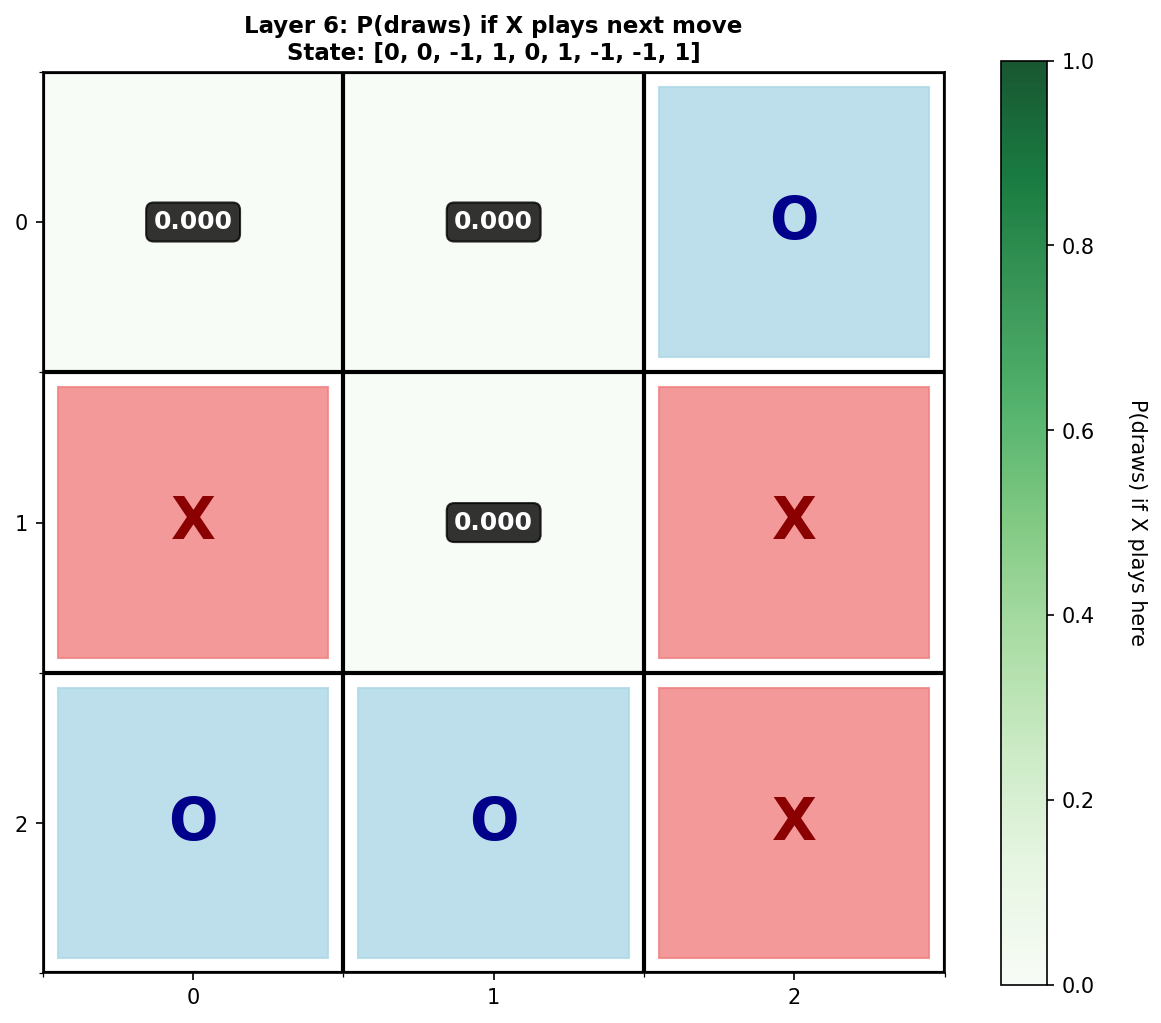 Layer 6: P(draws) if X plays next move
State: [0, 0, -1, 1, 0, 1, -1, -1, 1]
0.000
0.000
O
X
0.000
X
O
O
X
0
1
2
0
1
2
1.0
0.8
0.6
0.4
0.2
0.0
P(draws) if X plays here